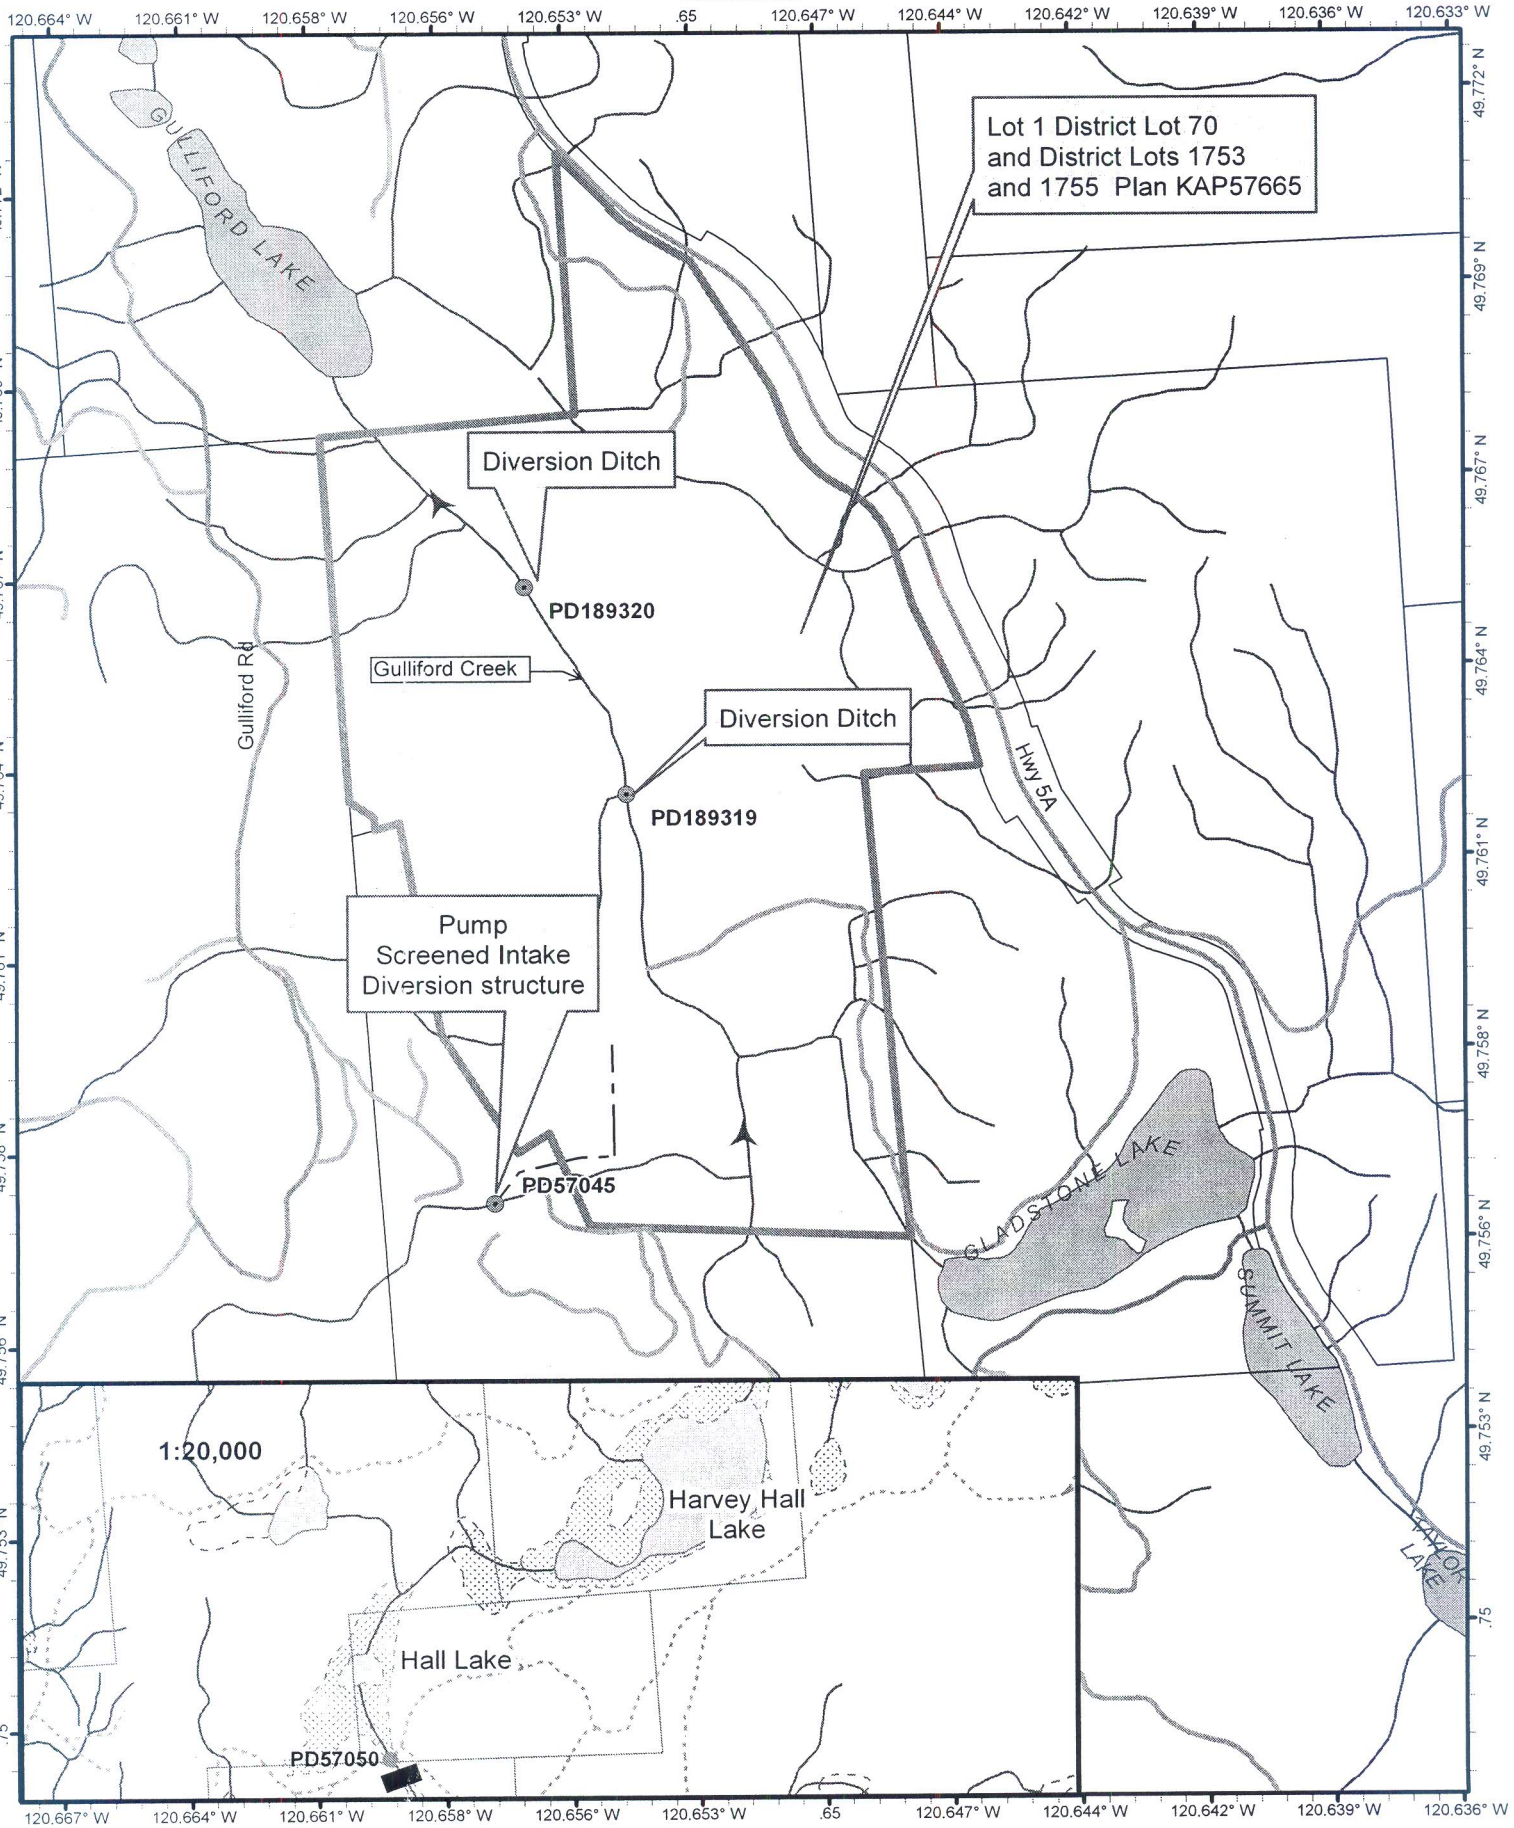 120.664° W
120.661° W
120.658° W
120.656° W
120.653° W
.65
120.647° W
120.644° W
120.642° W
120.639° W
120.636° W
120.633° W
49.772° N
GULLIFORD LAKE
Lot 1 District Lot 70
and District Lots 1753
and 1755 Plan KAP57665
49.769° N
Diversion Ditch
49.767° N
PD189320
Gulliford Creek
Gulliford Rd
49.764° N
Diversion Ditch
Hwy 5A
PD189319
49.761° N
Pump
Screened Intake
Diversion structure
49.758° N
PD57045
GLADSTONE LAKE
49.756° N
SUMMIT LAKE
49.753° N
1:20,000
Harvey Hall
Lake
LAKE
.75
Hall Lake
PD57050
120.667° W
120.664° W
120.661° W
120.658° W
120.656° W
120.653° W
.65
120.647° W
120.644° W
120.642° W
120.639° W
120.636° W